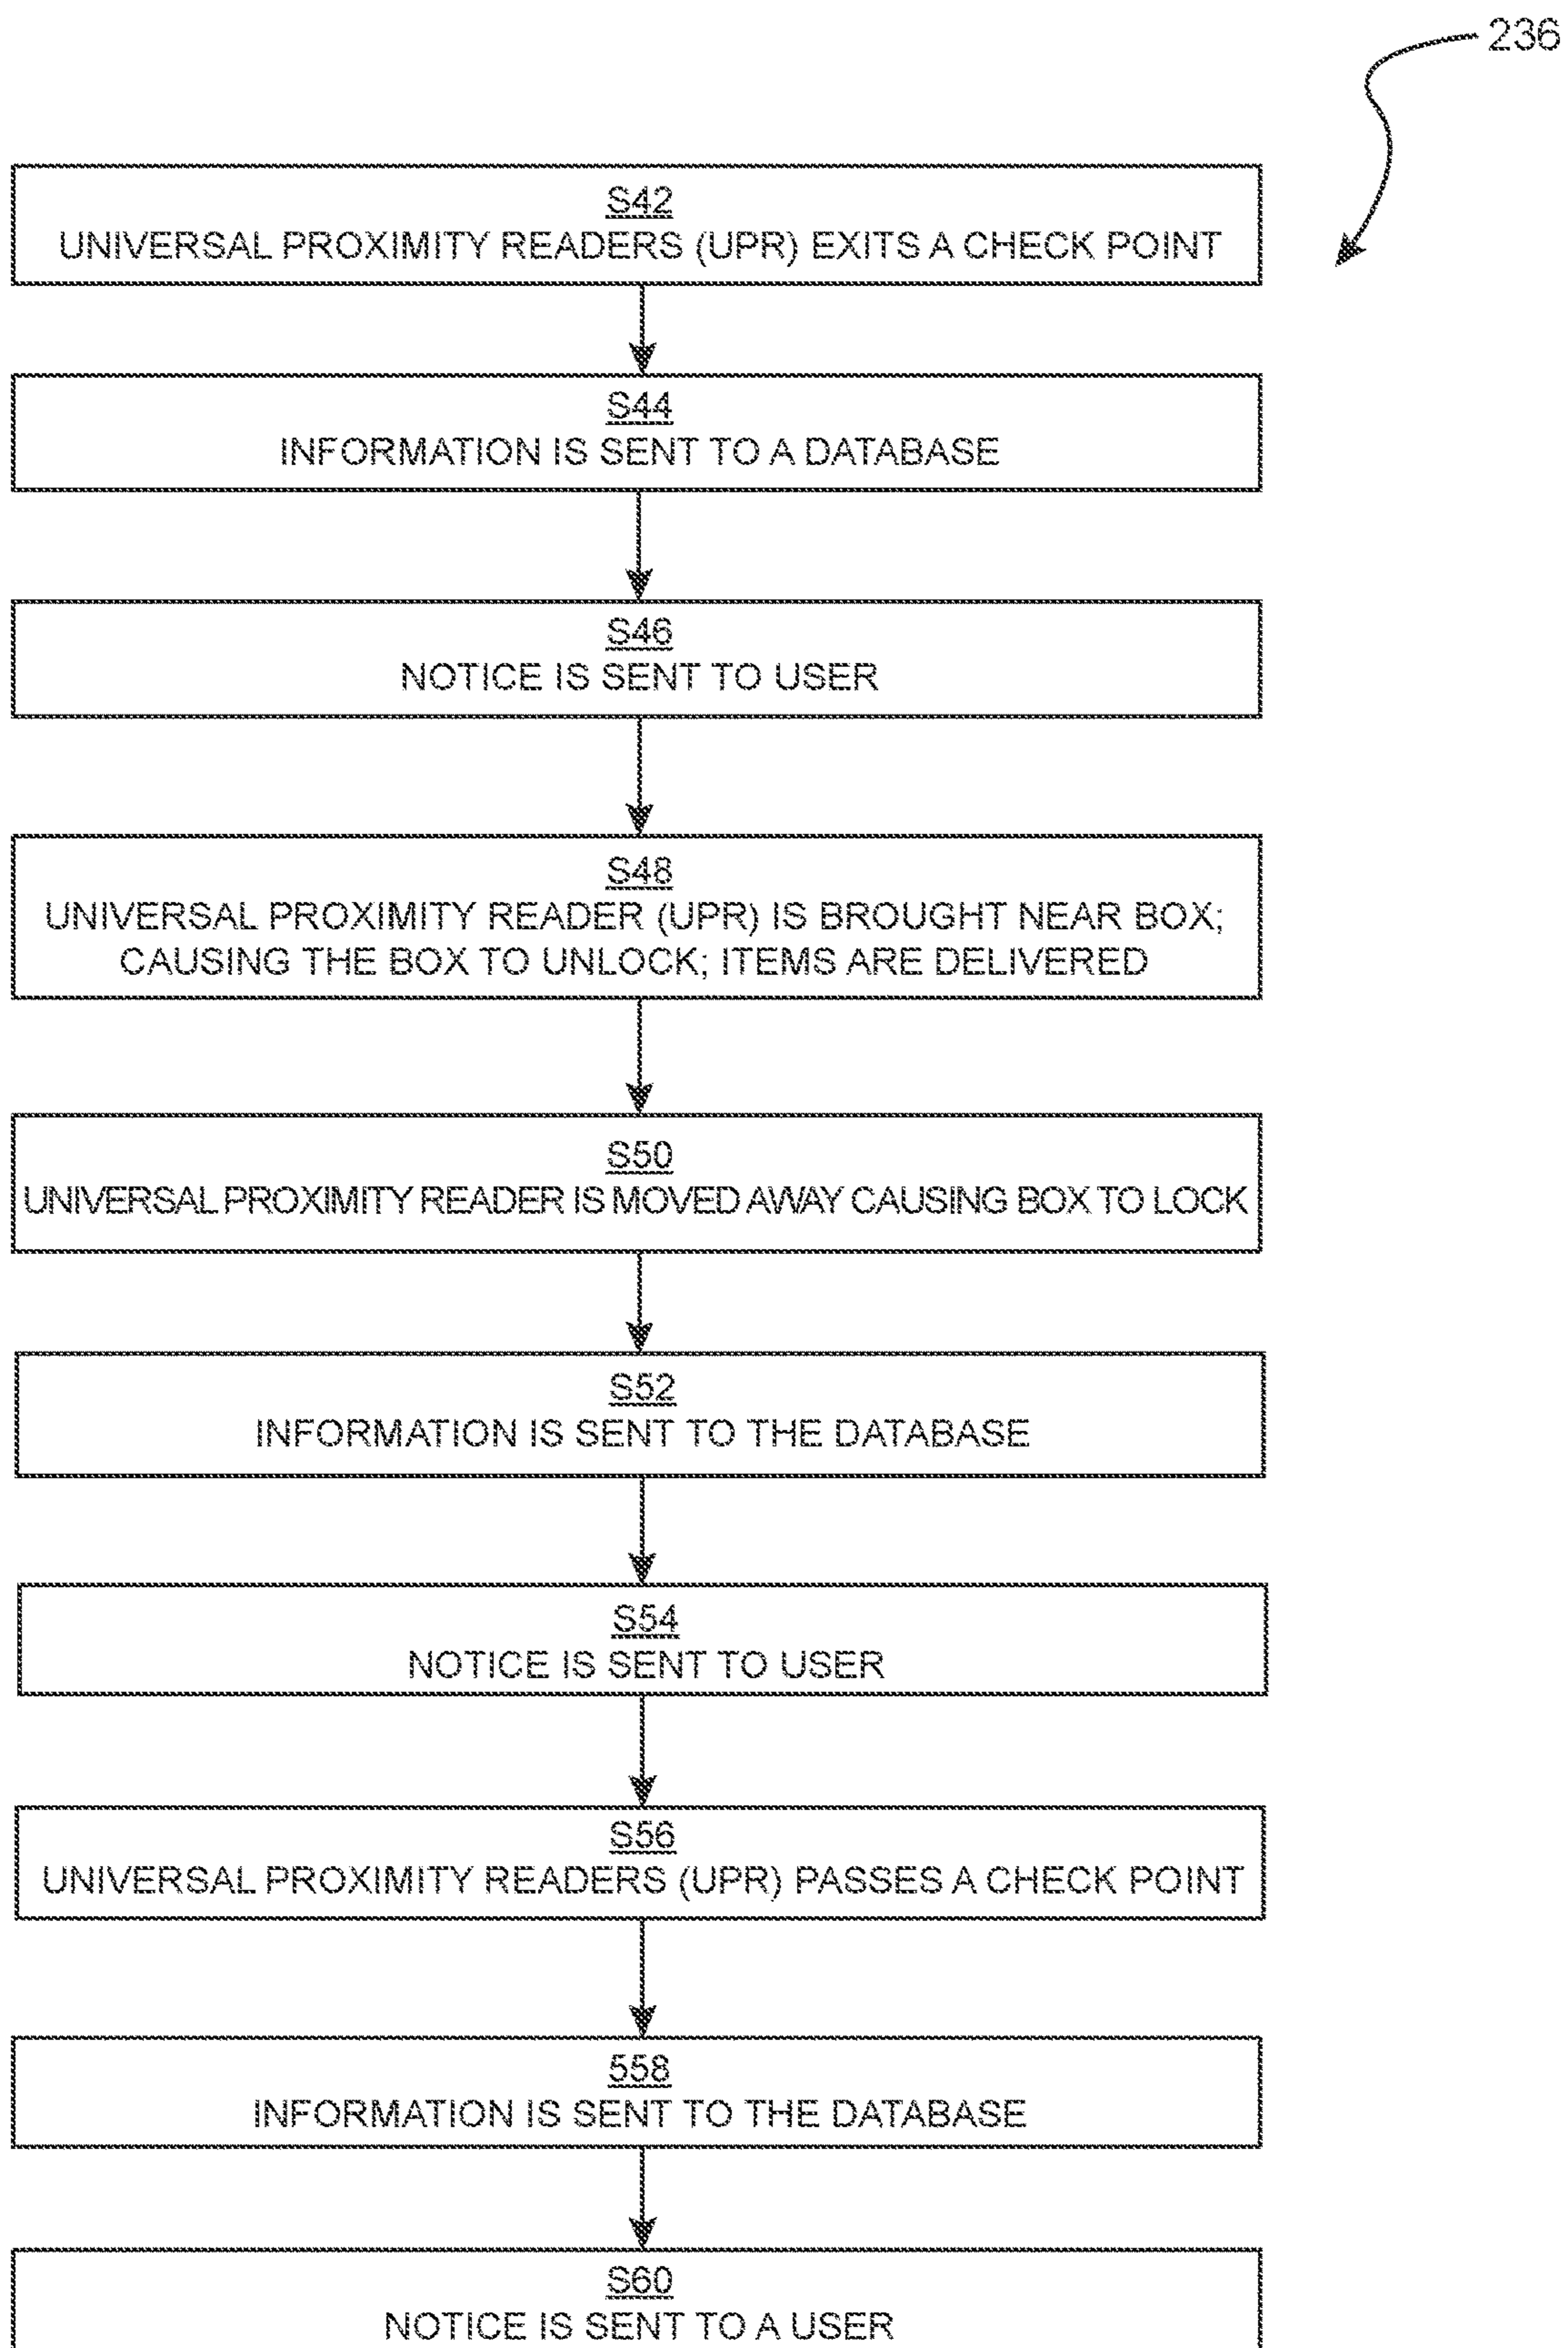 236
S42
UNIVERSAL PROXIMITY READERS (UPR) EXITS A CHECK POINT
S44
INFORMATION IS SENT TO A DATABASE
S46
NOTICE IS SENT TO USER
S48
UNIVERSAL PROXIMITY READER (UPR) IS BROUGHT NEAR BOX;
CAUSING THE BOX TO UNLOCK; ITEMS ARE DELIVERED
S50
UNIVERSAL PROXIMITY READER IS MOVED AWAY CAUSING BOX TO LOCK
S52
INFORMATION IS SENT TO THE DATABASE
S54
NOTICE IS SENT TO USER
S56
UNIVERSAL PROXIMITY READERS (UPR) PASSES A CHECK POINT
558
INFORMATION IS SENT TO THE DATABASE
S60
NOTICE IS SENT TO A USER